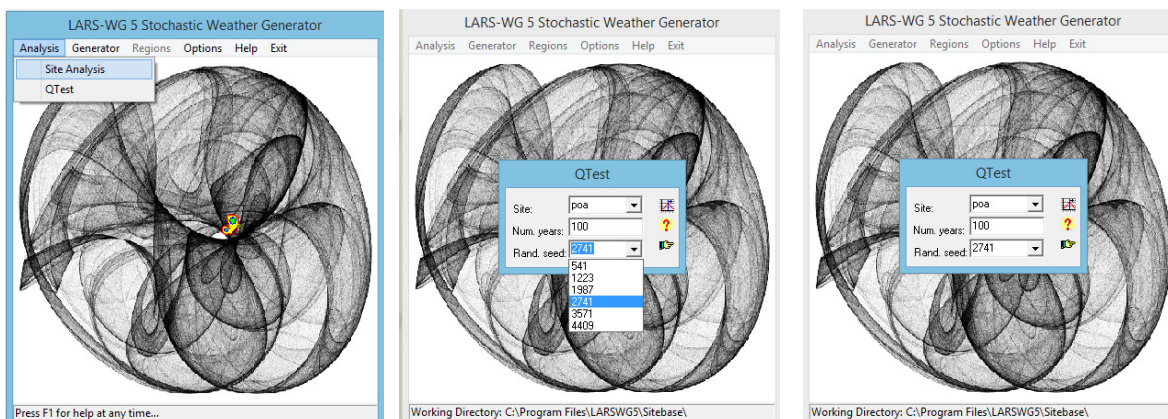 LARS-WG 5 Stochastic Weather Generator
Analysis Generator Regions Options Help Exit
Site Analysis
QTest
Press F1 for help at any time...
LARS-WG 5 Stochastic Weather Generator
Analysis Generator Regions Options Help Exit
QTest
Site: poa
Num. years: 100 ?
Rand. seed: 2741
541
1223
1987
2741
3571
4409
Working Directory: C:\Program Files\LARSWG5\Sitebase\
LARS-WG 5 Stochastic Weather Generator
Analysis Generator Regions Options Help Exit
QTest
Site: poa
Num. years: 100 ?
Rand. seed: 2741
Working Directory: C:\Program Files\LARSWG5\Sitebase\